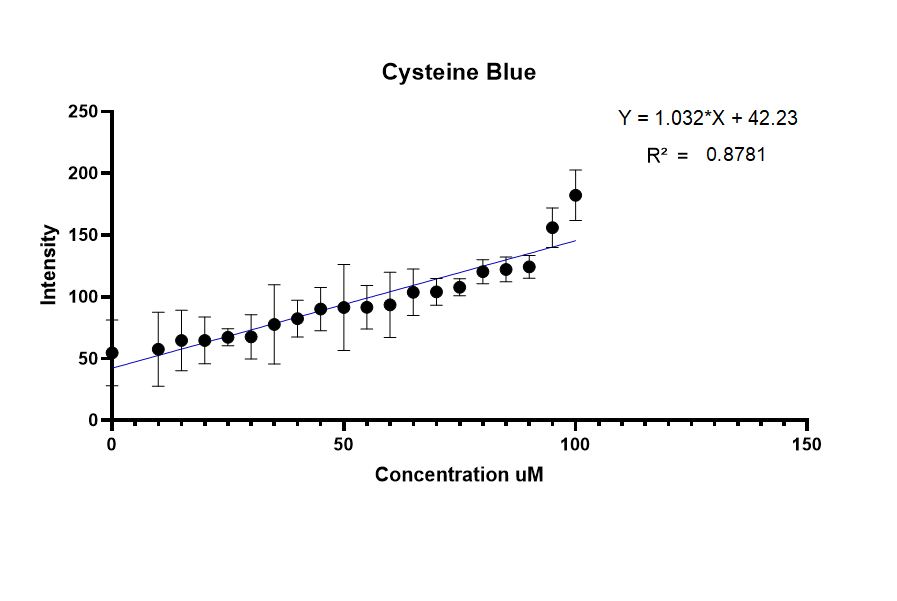 Cysteine Blue
Y = 1.032*X + 42.23
R² = 0.8781
250
200
150
100
50
0
Intensity
0 50 100 150
Concentration uM